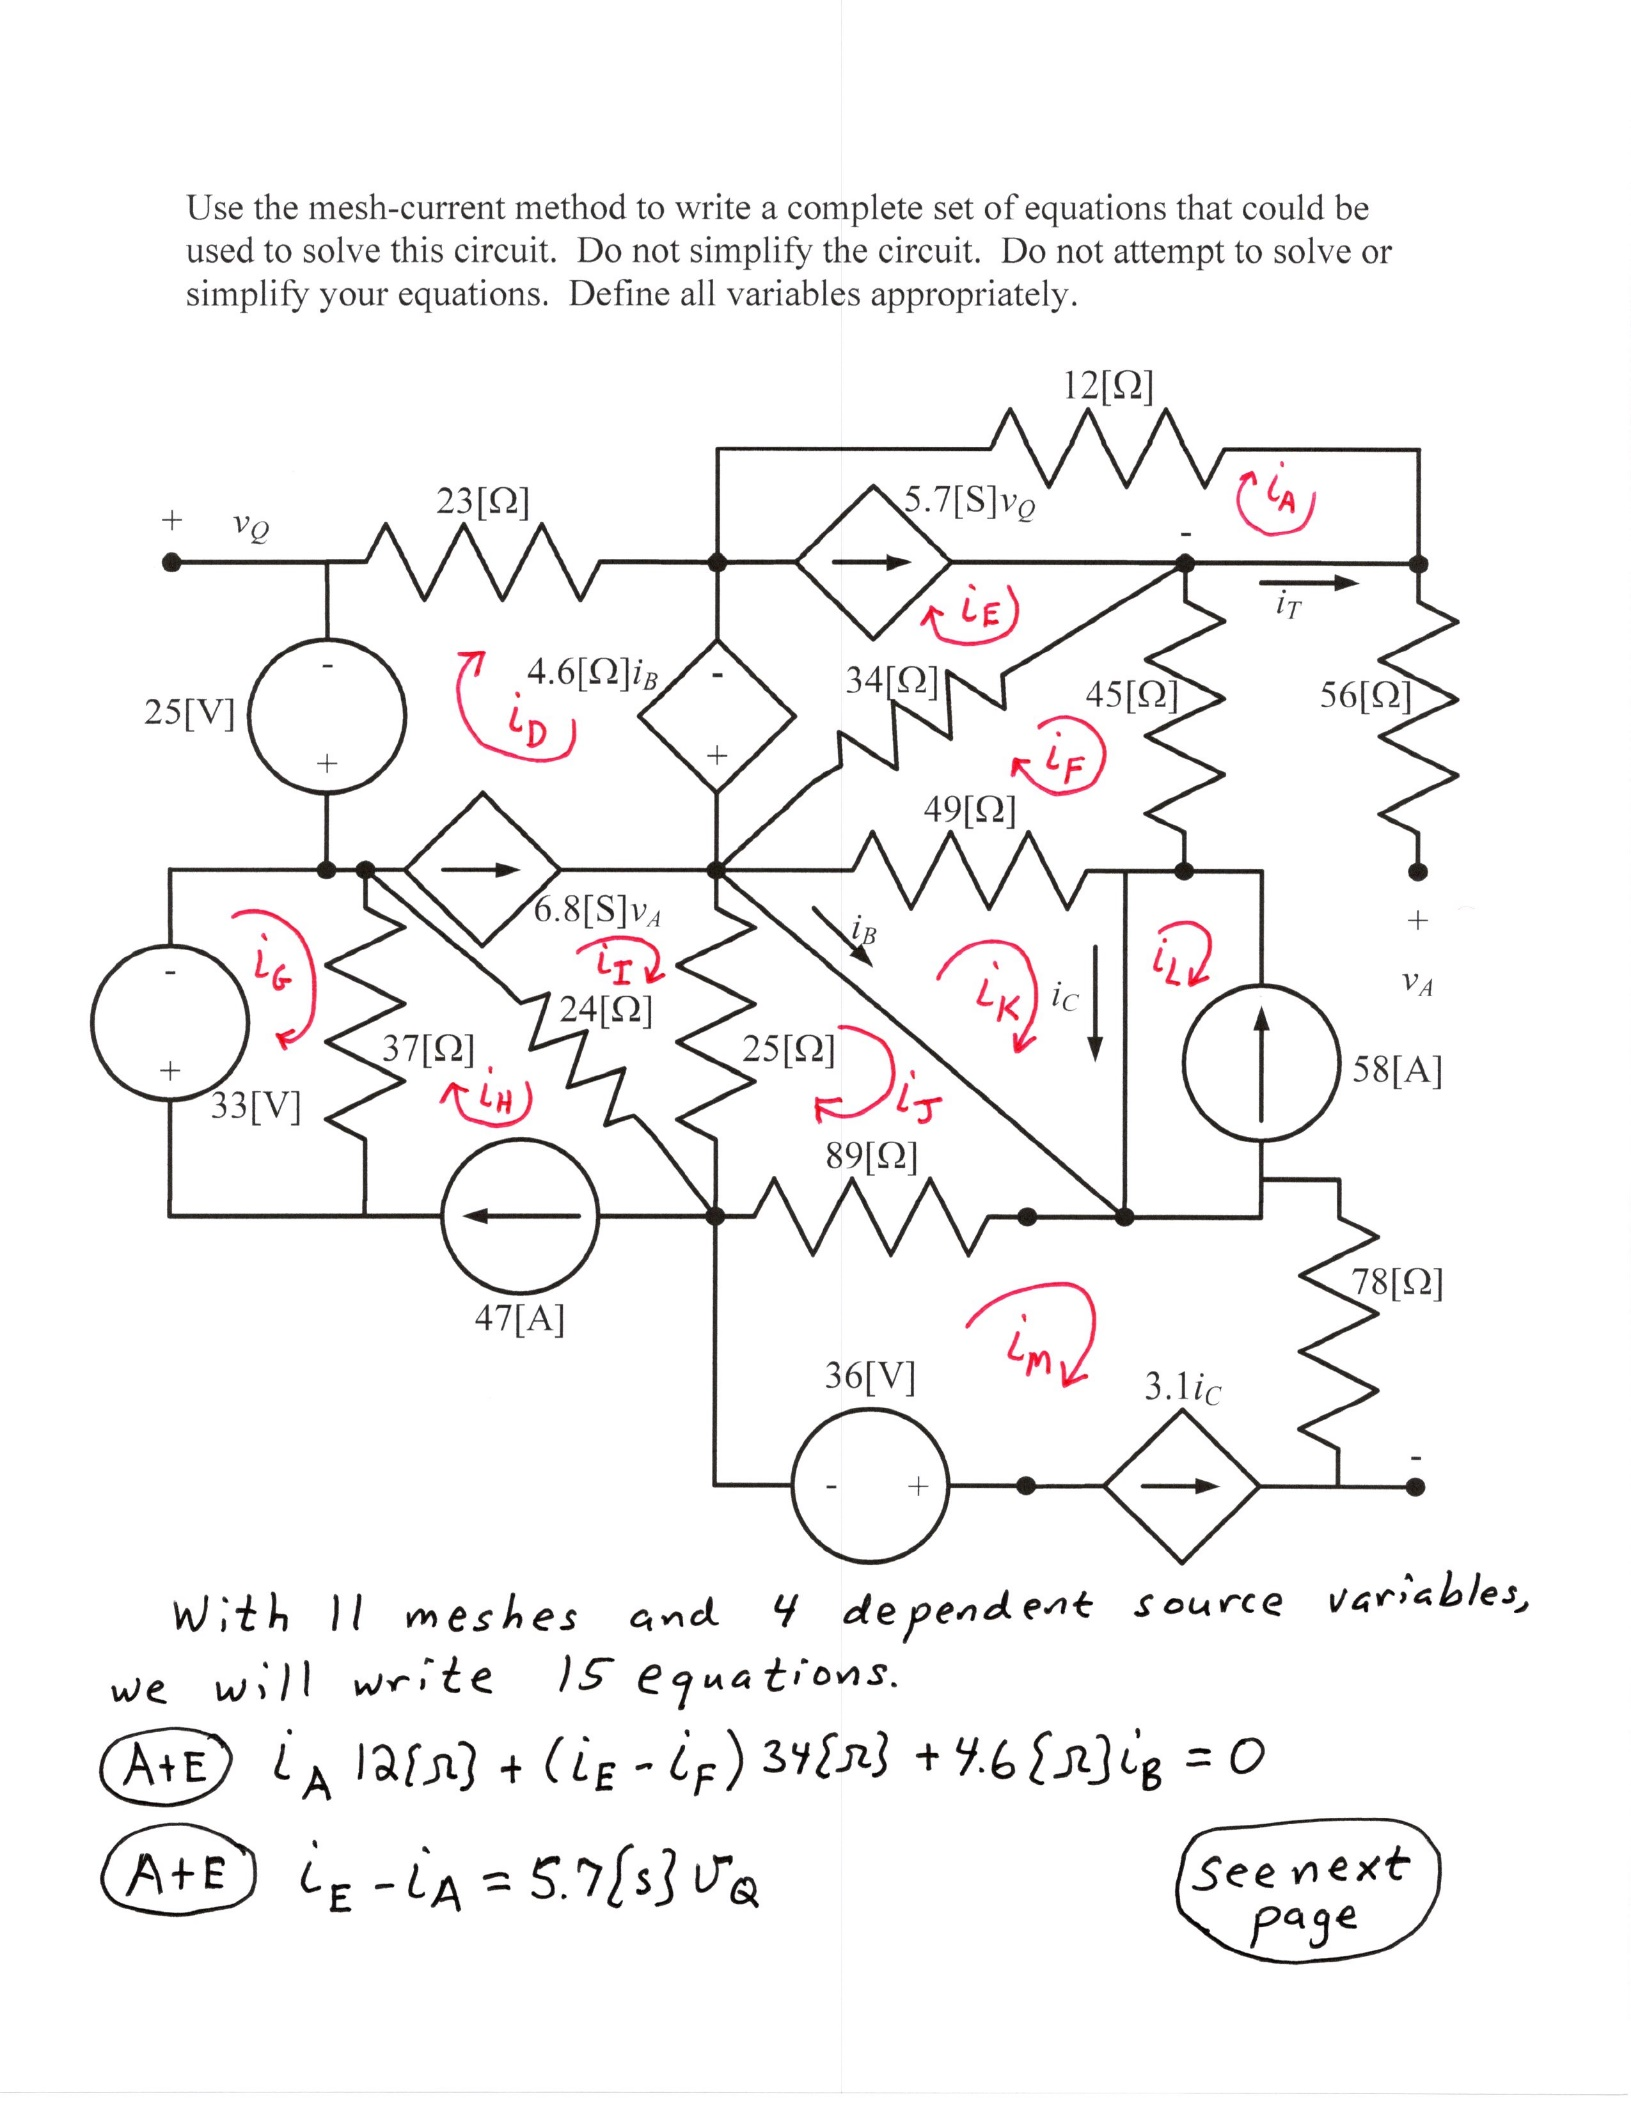 Use the mesh-current method to write a complete set of equations that could be
used to solve this circuit. Do not simplify the circuit. Do not attempt to solve or
simplify your equations. Define all variables appropriately.
12[Ω]
iA
23[Ω]
5.7[S]vQ
+ vQ
-
iE
iT
-
4.6[Ω]iB
-
34[Ω]
45[Ω]
56[Ω]
25[V]
iD
+
+
iF
49[Ω]
6.8[S]vA
iB
+
iG
iI
iL
-
24[Ω]
iK
iC
vA
37[Ω]
25[Ω]
58[A]
+
33[V]
iH
iJ
89[Ω]
78[Ω]
47[A]
iM
36[V]
3.1iC
-
- +
With 11 meshes and 4 dependent source variables,
we will write 15 equations.
A+E iA 12{Ω} + (iE - iF) 34{Ω} + 4.6{Ω}iB = 0
A+E iE - iA = 5.7{s}vQ
see next
page